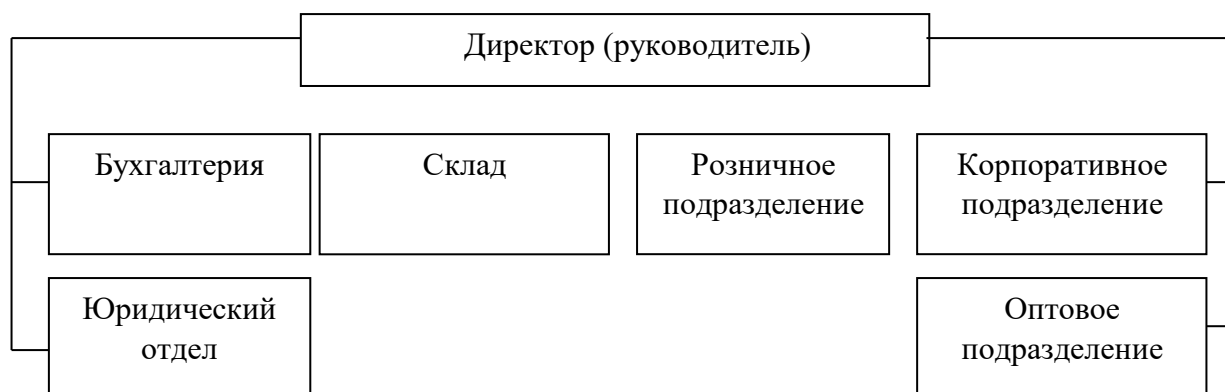 Директор (руководитель)
Бухгалтерия
Склад
Розничное
подразделение
Корпоративное
подразделение
Юридический
отдел
Оптовое
подразделение